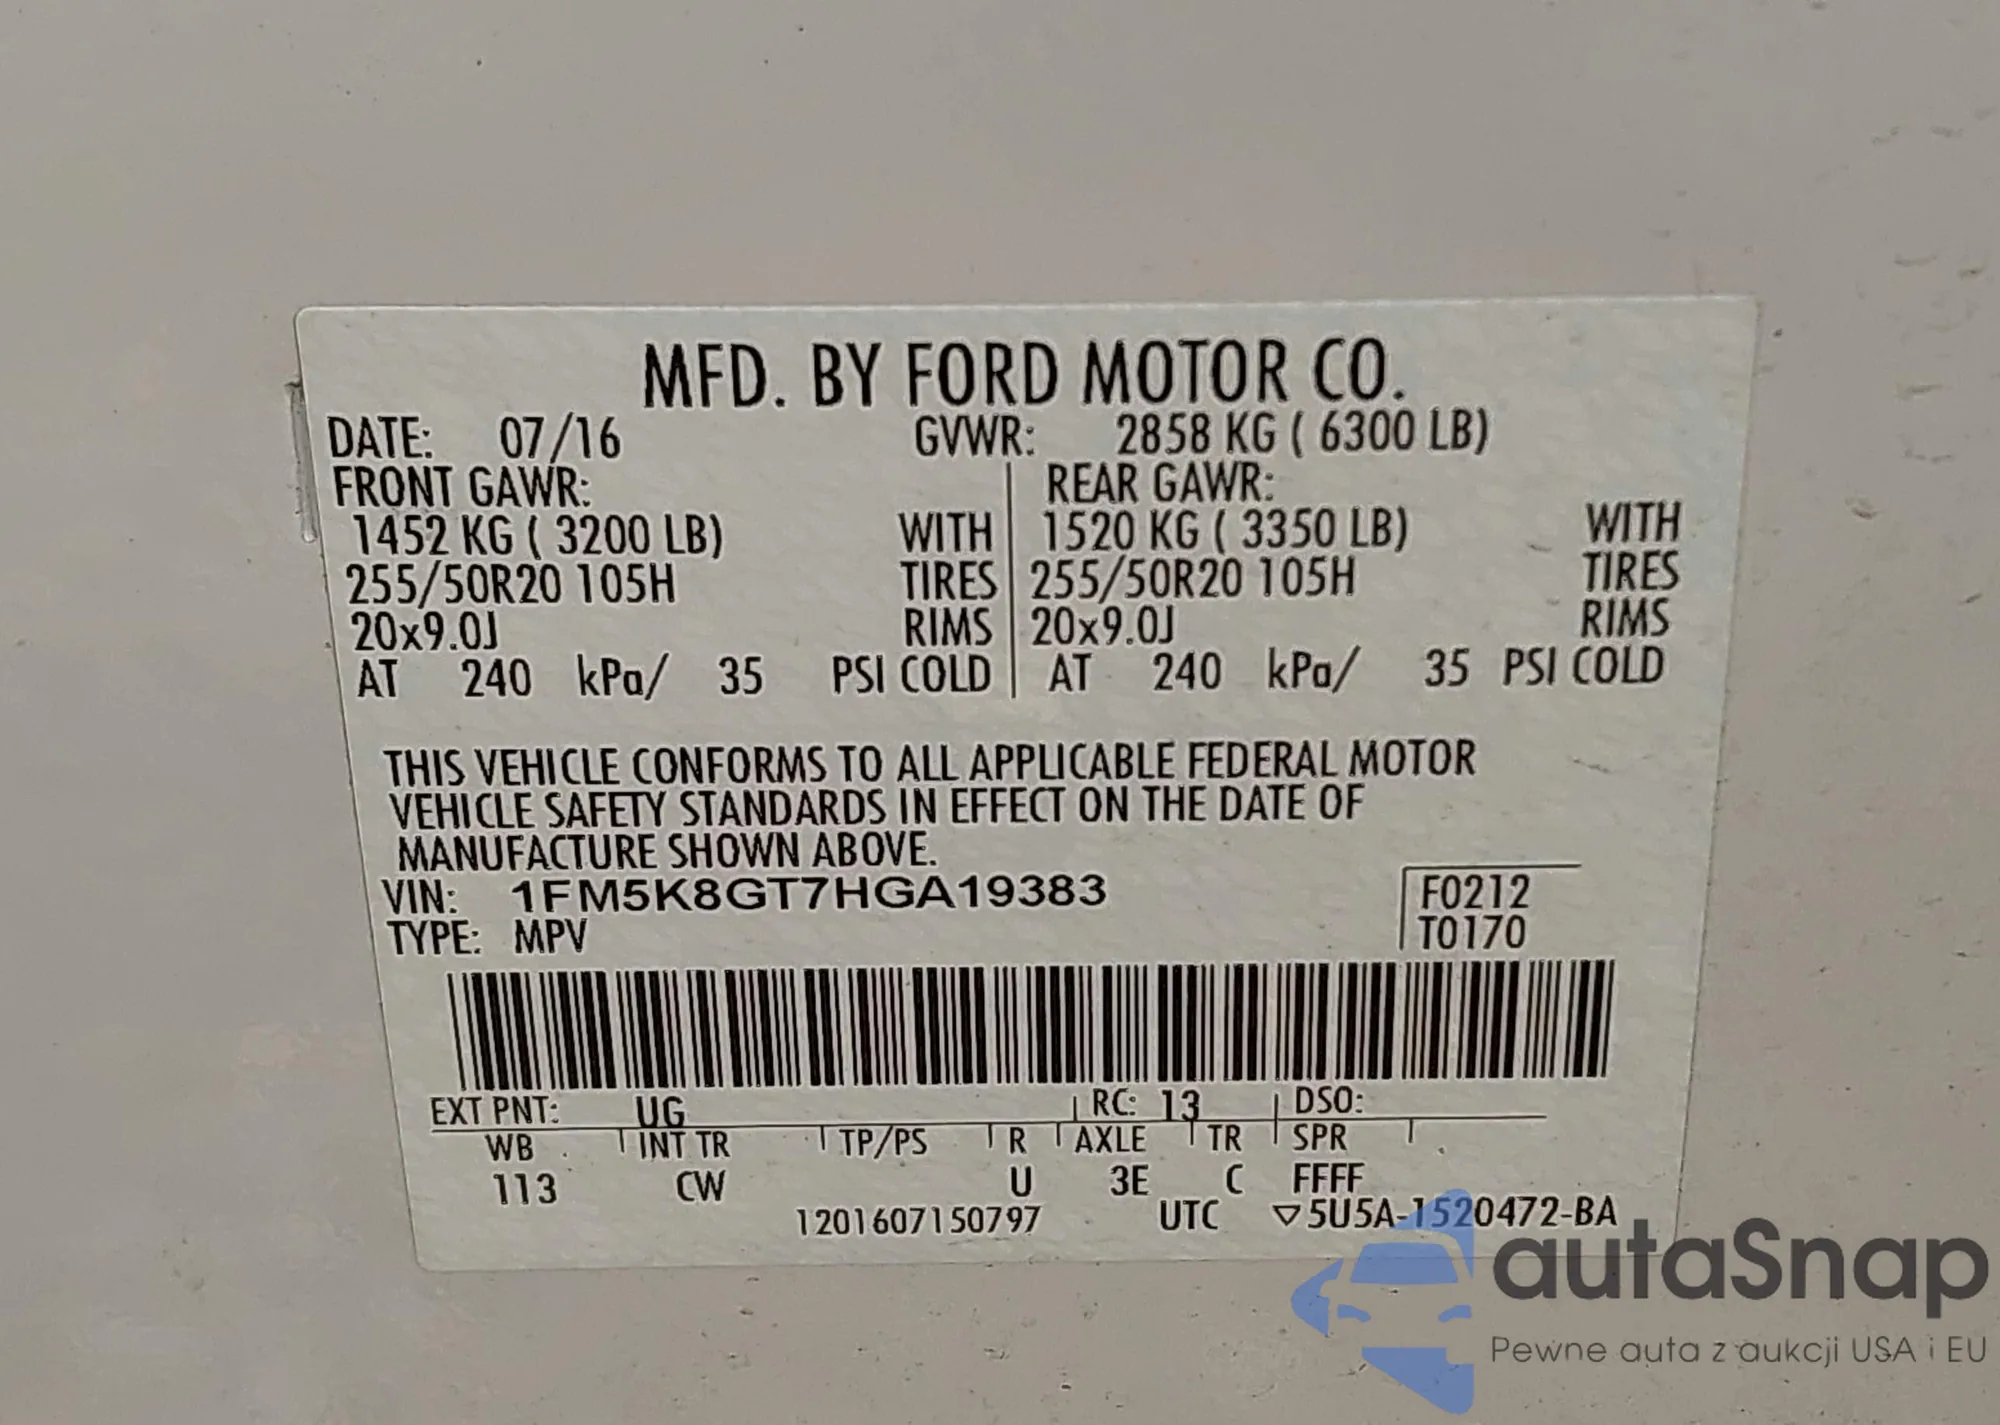 MFD. BY FORD MOTOR CO.
DATE: 07/16 GVWR: 2858 KG ( 6300 LB)
FRONT GAWR: REAR GAWR:
1452 KG ( 3200 LB) WITH 1520 KG ( 3350 LB) WITH
255/50R20 105H TIRES 255/50R20 105H TIRES
20x9.0J RIMS 20x9.0J RIMS
AT 240 kPa/ 35 PSI COLD AT 240 kPa/ 35 PSI COLD
THIS VEHICLE CONFORMS TO ALL APPLICABLE FEDERAL MOTOR
VEHICLE SAFETY STANDARDS IN EFFECT ON THE DATE OF
MANUFACTURE SHOWN ABOVE.
VIN: 1FM5K8GT7HGA19383 F0212
TYPE: MPV T0170
EXT PNT: UG RC: 13 DSO:
WB INT TR TP/PS R AXLE TR SPR
113 CW U 3E C FFFF
1201607150797 UTC ▽5U5A-1520472-BA
autaSnap
Pewne auta z aukcji USA i EU